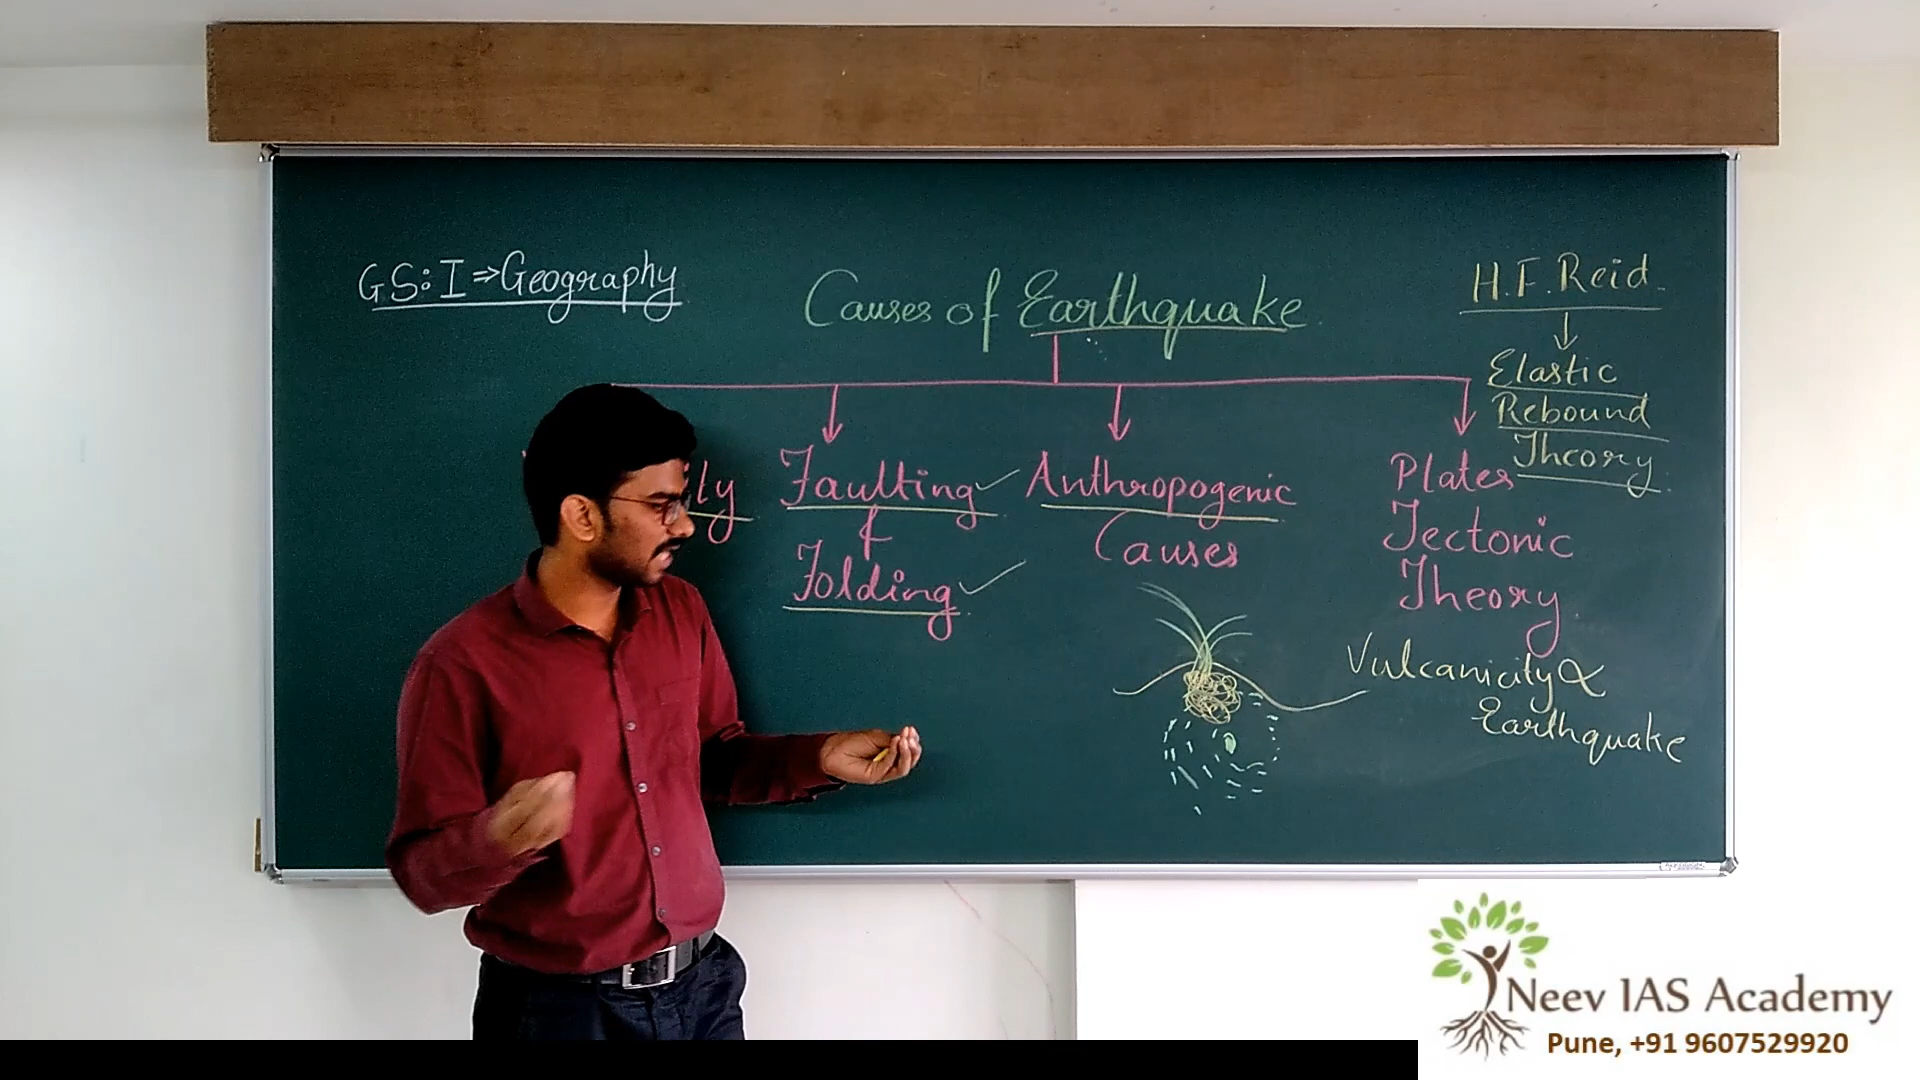 GS:I⇒Geography
Causes of Earthquake
H.F.Reid
Elastic
Rebound
Theory
Faulting ✓
&
Folding ✓
Anthropogenic
Causes
Plates
Tectonic
Theory
Vulcanicity ∝
Earthquake
Neev IAS Academy
Pune, +91 9607529920